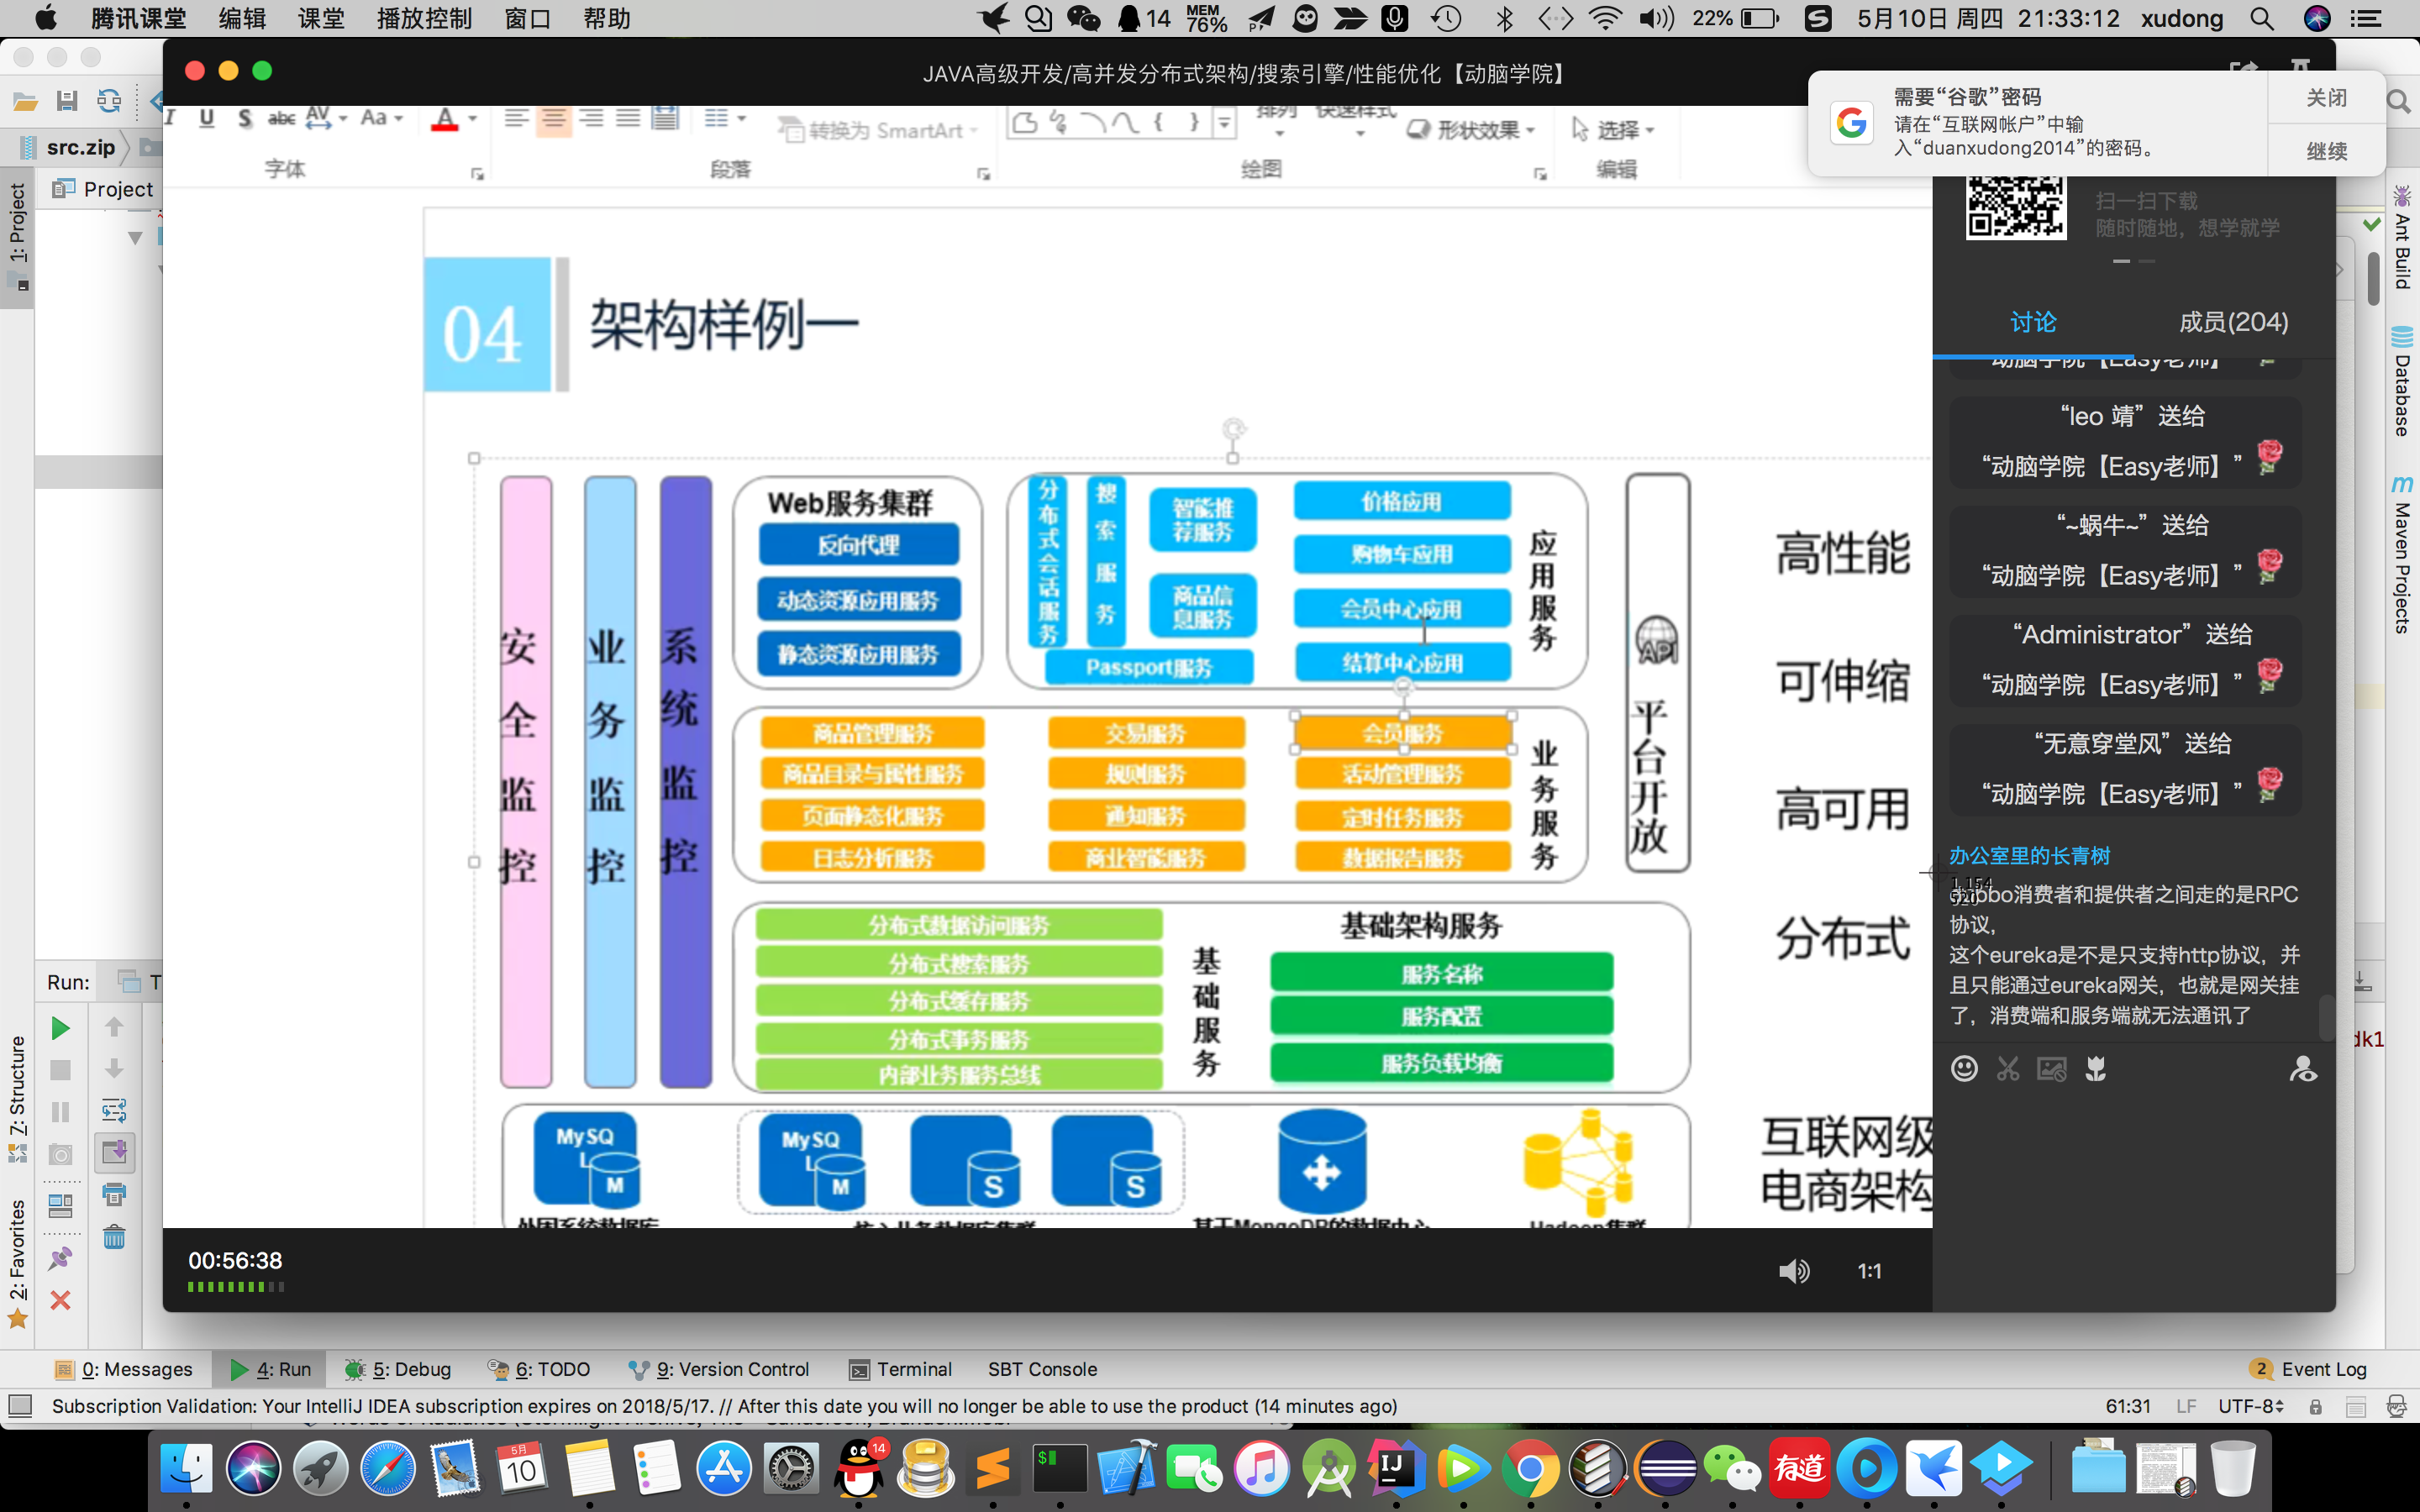 腾讯课堂 编辑 课堂 播放控制 窗口 帮助
14 MEM 76% 22% 5月10日 周四 21:33:12 xudong
JAVA高级开发/高并发分布式架构/搜索引擎/性能优化【动脑学院】
需要“谷歌”密码
请在“互联网帐户”中输
入“duanxudong2014”的密码。
关闭
继续
src.zip
Project
1: Project
U S abc AV Aa A
转换为 SmartArt
排列 快速样式
形状效果
选择
字体 段落 绘图 编辑
04 架构样例一
安全监控
业务监控
系统监控
Web服务集群
反向代理
动态资源应用服务
静态资源应用服务
分布式会话服务
搜索服务
智能推荐服务
商品信息服务
Passport服务
价格应用
购物车应用
会员中心应用
结算中心应用
应用服务
API
平台开放
商品管理服务 交易服务 会员服务
商品目录与属性服务 规则服务 活动管理服务
页面静态化服务 通知服务 定时任务服务
日志分析服务 商业智能服务 数据报告服务
业务服务
分布式数据访问服务
分布式搜索服务
分布式缓存服务
分布式事务服务
内部业务服务总线
基础服务
基础架构服务
服务名称
服务配置
服务负载均衡
MySQL M
MySQL M
S
S
高性能
可伸缩
高可用
分布式
互联网级
电商架构
扫一扫下载
随时随地，想学就学
讨论 成员(204)
“leo 靖” 送给
“动脑学院【Easy老师】”
“~蜗牛~” 送给
“动脑学院【Easy老师】”
“Administrator” 送给
“动脑学院【Easy老师】”
“无意穿堂风” 送给
“动脑学院【Easy老师】”
办公室里的长青树
消费者和提供者之间走的是RPC
协议，
这个eureka是不是只支持http协议，并
且只能通过eureka网关，也就是网关挂
了，消费端和服务端就无法通讯了
00:56:38
1:1
Ant Build
Database
m Maven Projects
Run: T
7: Structure
2: Favorites
dk1
0: Messages 4: Run 5: Debug 6: TODO 9: Version Control Terminal SBT Console 2 Event Log
Subscription Validation: Your IntelliJ IDEA subscription expires on 2018/5/17. // After this date you will no longer be able to use the product (14 minutes ago) 61:31 LF UTF-8
5月 10 14 $ IJ 有道